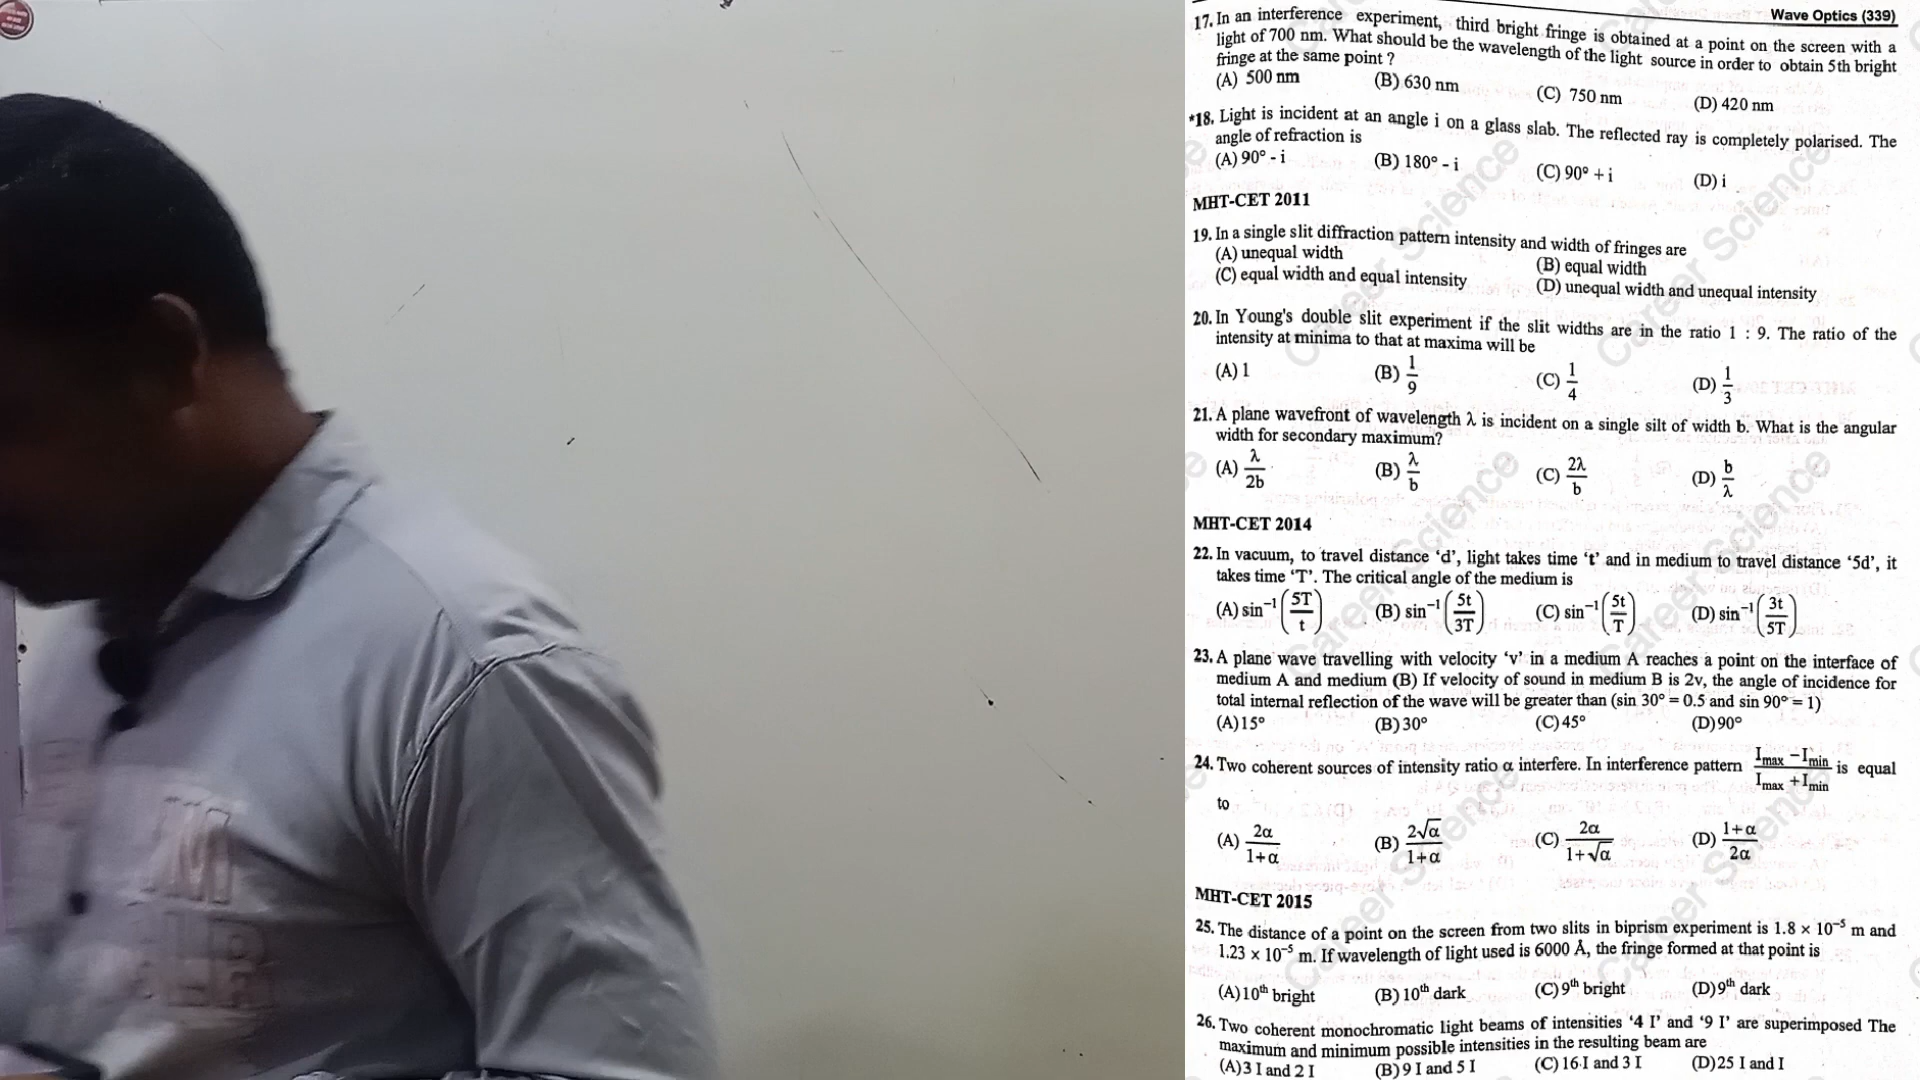 Wave Optics (339)
17. In an interference experiment, third bright fringe is obtained at a point on the screen with a
light of 700 nm. What should be the wavelength of the light source in order to obtain 5th bright
fringe at the same point ?
(A) 500 nm (B) 630 nm (C) 750 nm (D) 420 nm
*18. Light is incident at an angle i on a glass slab. The reflected ray is completely polarised. The
angle of refraction is
(A) 90° - i (B) 180° - i (C) 90° + i (D) i
MHT-CET 2011
19. In a single slit diffraction pattern intensity and width of fringes are
(A) unequal width (B) equal width
(C) equal width and equal intensity (D) unequal width and unequal intensity
20. In Young's double slit experiment if the slit widths are in the ratio 1 : 9. The ratio of the
intensity at minima to that at maxima will be
(A) 1 (B) 1/9 (C) 1/4 (D) 1/3
21. A plane wavefront of wavelength λ is incident on a single silt of width b. What is the angular
width for secondary maximum?
(A) λ/2b (B) λ/b (C) 2λ/b (D) b/λ
MHT-CET 2014
22. In vacuum, to travel distance ‘d’, light takes time ‘t’ and in medium to travel distance ‘5d’, it
takes time ‘T’. The critical angle of the medium is
(A) sin⁻¹(5T/t) (B) sin⁻¹(5t/3T) (C) sin⁻¹(5t/T) (D) sin⁻¹(3t/5T)
23. A plane wave travelling with velocity ‘v’ in a medium A reaches a point on the interface of
medium A and medium (B) If velocity of sound in medium B is 2v, the angle of incidence for
total internal reflection of the wave will be greater than (sin 30° = 0.5 and sin 90° = 1)
(A) 15° (B) 30° (C) 45° (D) 90°
24. Two coherent sources of intensity ratio α interfere. In interference pattern (Imax − Imin)/(Imax + Imin) is equal
to
(A) 2α/(1+α) (B) 2√α/(1+α) (C) 2α/(1+√α) (D) (1+α)/2α
MHT-CET 2015
25. The distance of a point on the screen from two slits in biprism experiment is 1.8 × 10⁻⁵ m and
1.23 × 10⁻⁵ m. If wavelength of light used is 6000 Å, the fringe formed at that point is
(A) 10th bright (B) 10th dark (C) 9th bright (D) 9th dark
26. Two coherent monochromatic light beams of intensities ‘4 I’ and ‘9 I’ are superimposed The
maximum and minimum possible intensities in the resulting beam are
(A) 3 I and 2 I (B) 9 I and 5 I (C) 16 I and 3 I (D) 25 I and I
Career Science